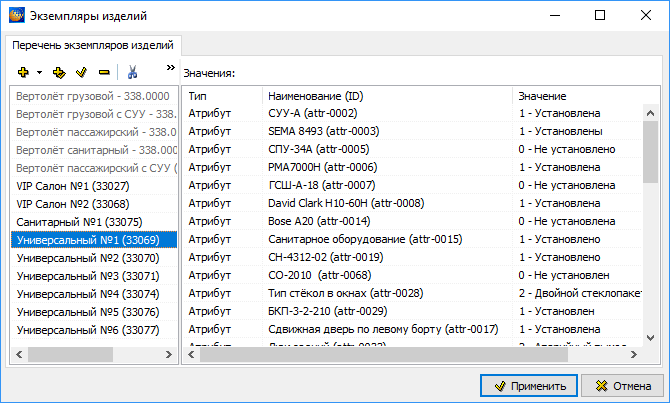 Экземпляры изделий
Перечень экземпляров изделий
»
Значения:
Вертолёт грузовой - 338.0000
Вертолёт грузовой с СУУ - 338.
Вертолёт пассажирский - 338.0
Вертолёт санитарный - 338.000
Вертолёт пассажирский с СУУ (
VIP Салон №1 (33027)
VIP Салон №2 (33068)
Санитарный №1 (33075)
Универсальный №1 (33069)
Универсальный №2 (33070)
Универсальный №3 (33071)
Универсальный №4 (33074)
Универсальный №5 (33076)
Универсальный №6 (33077)
Тип Наименование (ID) Значение
Атрибут СУУ-А (attr-0002) 1 - Установлена
Атрибут SEMA 8493 (attr-0003) 1 - Установлены
Атрибут СПУ-34А (attr-0005) 0 - Не установлено
Атрибут РМА7000Н (attr-0006) 1 - Установлена
Атрибут ГСШ-А-18 (attr-0007) 0 - Не установлена
Атрибут David Clark H10-60H (attr-0008) 1 - Установлена
Атрибут Bose A20 (attr-0014) 0 - Не установлена
Атрибут Санитарное оборудование (attr-0015) 1 - Установлено
Атрибут СН-4312-02 (attr-0019) 1 - Установлено
Атрибут СО-2010 (attr-0068) 0 - Не установлен
Атрибут Тип стёкол в окнах (attr-0028) 2 - Двойной стеклопакет
Атрибут БКП-3-2-210 (attr-0029) 1 - Установлен
Атрибут Сдвижная дверь по левому борту (attr-0017) 1 - Установлена
Применить Отмена